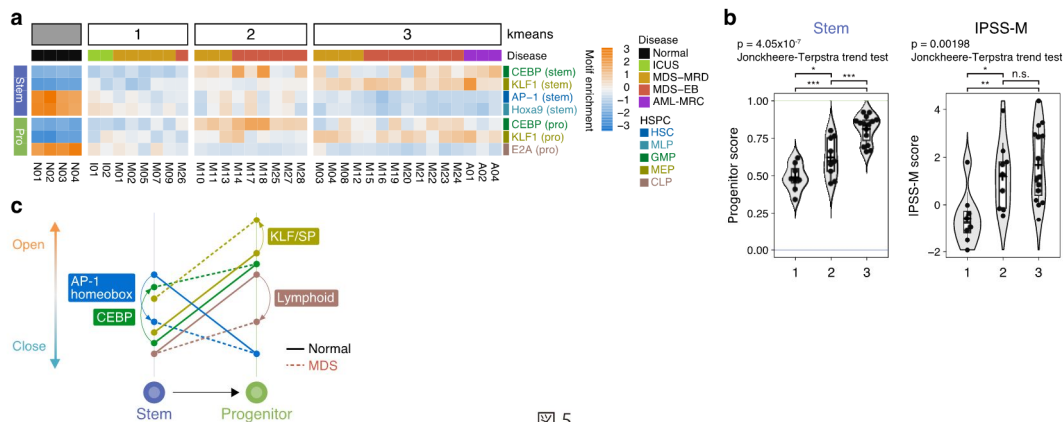 a
1
2
3
kmeans
Disease
Stem
Pro
CEBP (stem)
KLF1 (stem)
AP-1 (stem)
Hoxa9 (stem)
CEBP (pro)
KLF1 (pro)
E2A (pro)
N01 N02 N03 N04 I01 I02 M01 M02 M05 M07 M09 M26 M10 M11 M13 M14 M17 M18 M25 M27 M28 M03 M04 M08 M12 M15 M16 M19 M20 M21 M22 M23 M24 A01 A02 A04
Motif enrichment
3
2
1
0
−1
−2
−3
Disease
Normal
ICUS
MDS−MRD
MDS−EB
AML−MRC
HSPC
HSC
MLP
GMP
MEP
CLP
b
Stem
p = 4.05x10-7
Jonckheere-Terpstra trend test
*
***
***
Progenitor score
1.00
0.75
0.50
0.25
0.00
1 2 3
IPSS-M
p = 0.00198
Jonckheere-Terpstra trend test
*
n.s.
**
IPSS-M score
4
2
0
−2
1 2 3
c
Open
Close
AP-1
homeobox
CEBP
KLF/SP
Lymphoid
Normal
MDS
Stem
Progenitor
図 5